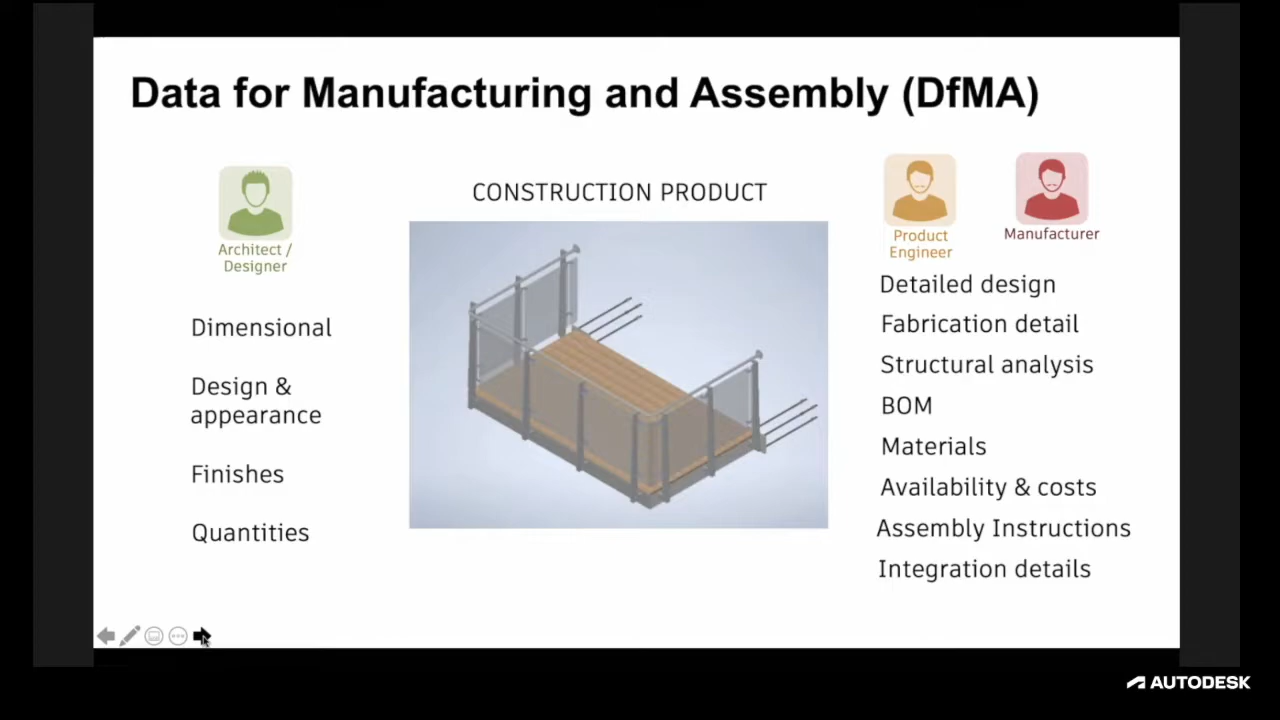 Data for Manufacturing and Assembly (DfMA)
Architect /
Designer
Dimensional
Design &
appearance
Finishes
Quantities
CONSTRUCTION PRODUCT
Product
Engineer
Manufacturer
Detailed design
Fabrication detail
Structural analysis
BOM
Materials
Availability & costs
Assembly Instructions
Integration details
AUTODESK